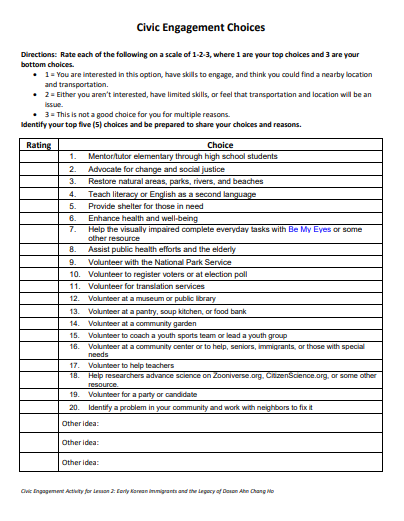 Civic Engagement Choices
Directions: Rate each of the following on a scale of 1-2-3, where 1 are your top choices and 3 are your
bottom choices.
• 1 = You are interested in this option, have skills to engage, and think you could find a nearby location
and transportation.
• 2 = Either you aren't interested, have limited skills, or feel that transportation and location will be an
issue.
• 3 = This is not a good choice for you for multiple reasons.
Identify your top five (5) choices and be prepared to share your choices and reasons.
Rating Choice
1. Mentor/tutor elementary through high school students
2. Advocate for change and social justice
3. Restore natural areas, parks, rivers, and beaches
4. Teach literacy or English as a second language
5. Provide shelter for those in need
6. Enhance health and well-being
7. Help the visually impaired complete everyday tasks with Be My Eyes or some
other resource
8. Assist public health efforts and the elderly
9. Volunteer with the National Park Service
10. Volunteer to register voters or at election poll
11. Volunteer for translation services
12. Volunteer at a museum or public library
13. Volunteer at a pantry, soup kitchen, or food bank
14. Volunteer at a community garden
15. Volunteer to coach a youth sports team or lead a youth group
16. Volunteer at a community center or to help, seniors, immigrants, or those with special
needs
17. Volunteer to help teachers
18. Help researchers advance science on Zooniverse.org, CitizenScience.org, or some other
resource.
19. Volunteer for a party or candidate
20. Identify a problem in your community and work with neighbors to fix it
Other idea:
Other idea:
Other idea:
Civic Engagement Activity for Lesson 2: Early Korean Immigrants and the Legacy of Dosan Ahn Chang Ho